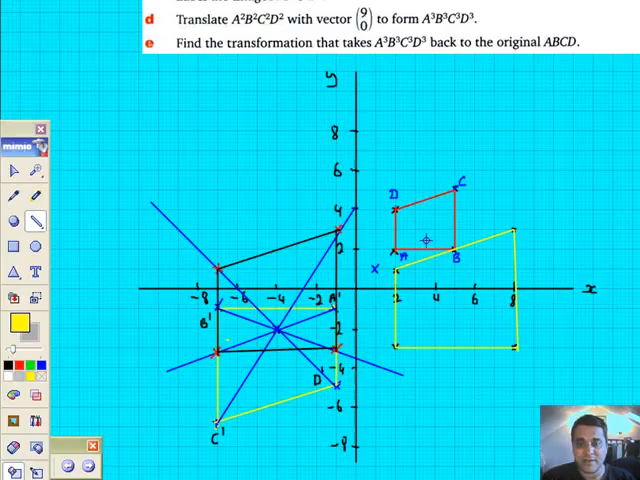 d Translate A²B²C²D² with vector (9 0) to form A³B³C³D³.
e Find the transformation that takes A³B³C³D³ back to the original ABCD.
y
8
6
C
D
4
2
A B
X
-8 -6 -4 -2 2 4 6 8 x
B' A'
-2
-4
D'
-6
C'
-8
mimio
T